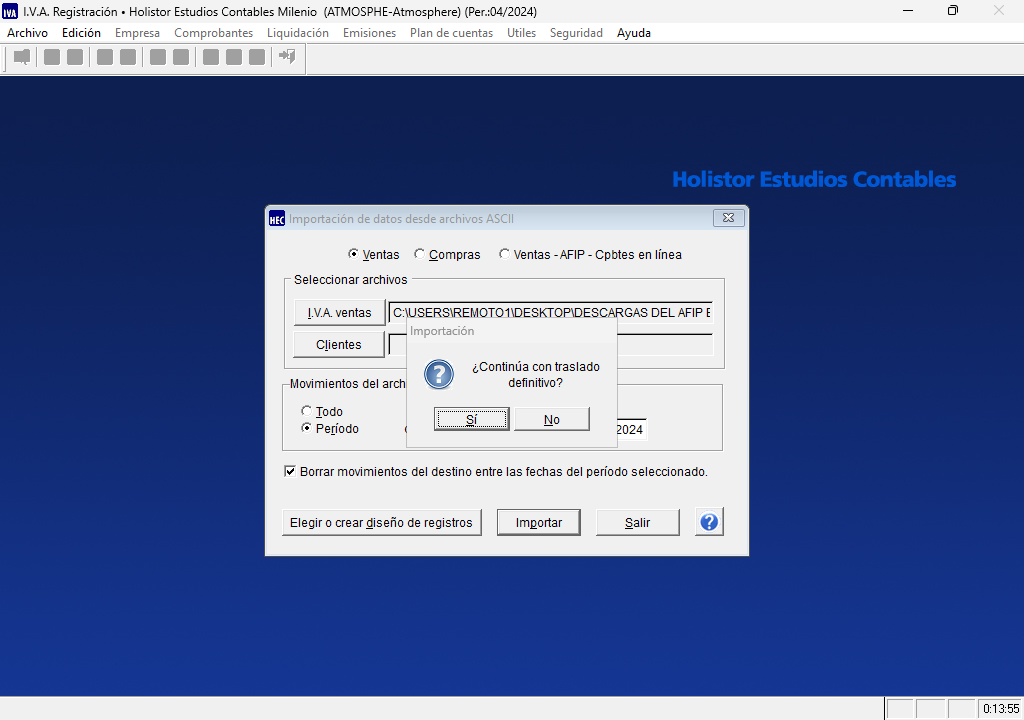 IVA I.V.A. Registración • Holistor Estudios Contables Milenio (ATMOSPHE-Atmosphere) (Per.:04/2024)
Archivo Edición Empresa Comprobantes Liquidación Emisiones Plan de cuentas Utiles Seguridad Ayuda
Holistor Estudios Contables
HEC Importación de datos desde archivos ASCII
Ventas Compras Ventas - AFIP - Cpbtes en línea
Seleccionar archivos
I.V.A. ventas C:\USERS\REMOTO1\DESKTOP\DESCARGAS DEL AFIP E
Clientes
Importación
¿Continúa con traslado
definitivo?
Sí No
Movimientos del archi
Todo
Período 2024
Borrar movimientos del destino entre las fechas del período seleccionado.
Elegir o crear diseño de registros Importar Salir ?
0:13:55